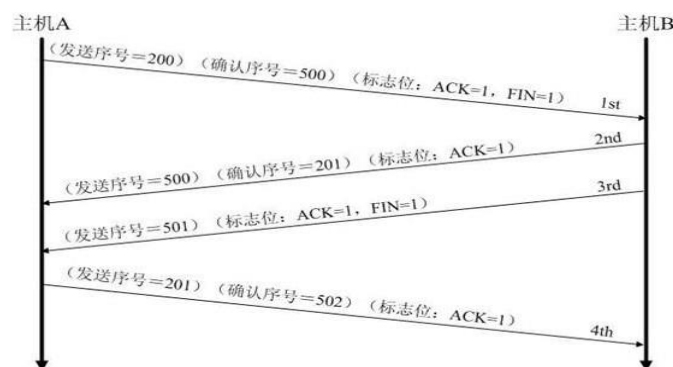 主机A
主机B
（发送序号＝200）（确认序号＝500）（标志位：ACK=1，FIN=1）
1st
2nd
（发送序号＝500）（确认序号＝201）（标志位：ACK=1）
3rd
（发送序号＝501）（标志位：ACK=1，FIN=1）
（发送序号＝201）（确认序号＝502）（标志位：ACK=1）
4th